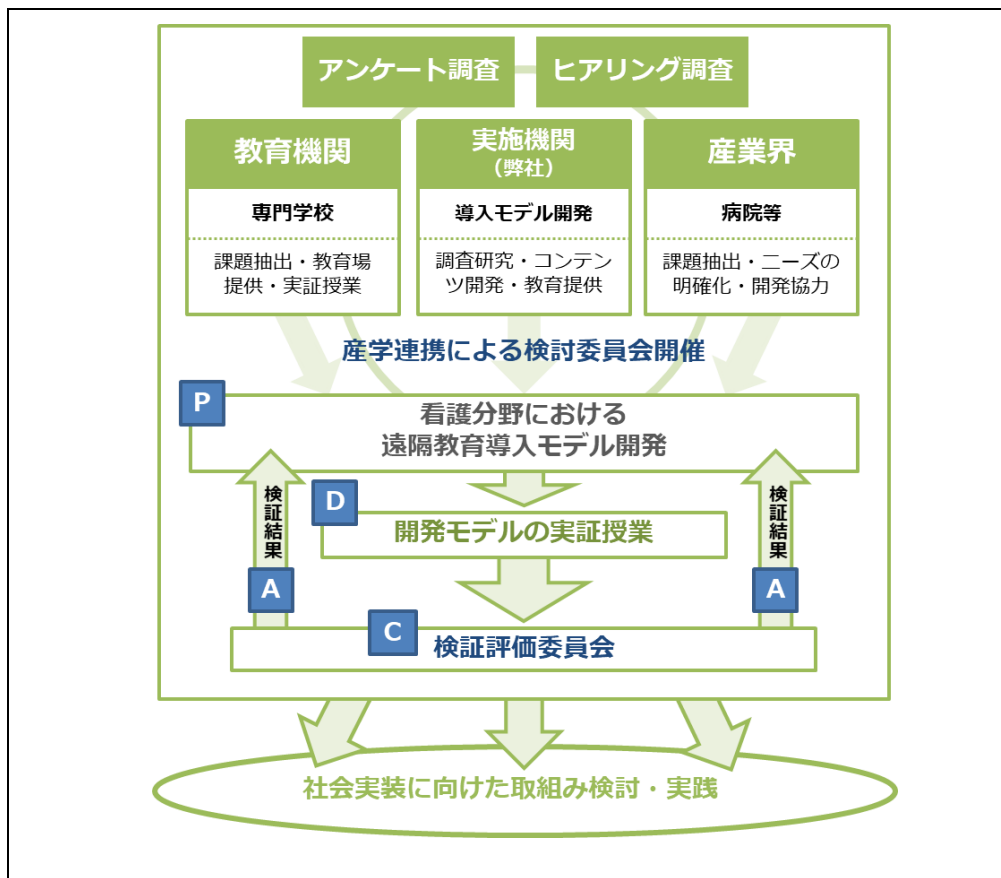 アンケート調査
ヒアリング調査
教育機関
専門学校
課題抽出・教育場
提供・実証授業
実施機関
（弊社）
導入モデル開発
調査研究・コンテン
ツ開発・教育提供
産業界
病院等
課題抽出・ニーズの
明確化・開発協力
産学連携による検討委員会開催
P
看護分野における
遠隔教育導入モデル開発
検証結果
検証結果
D
開発モデルの実証授業
A
A
C
検証評価委員会
社会実装に向けた取組み検討・実践